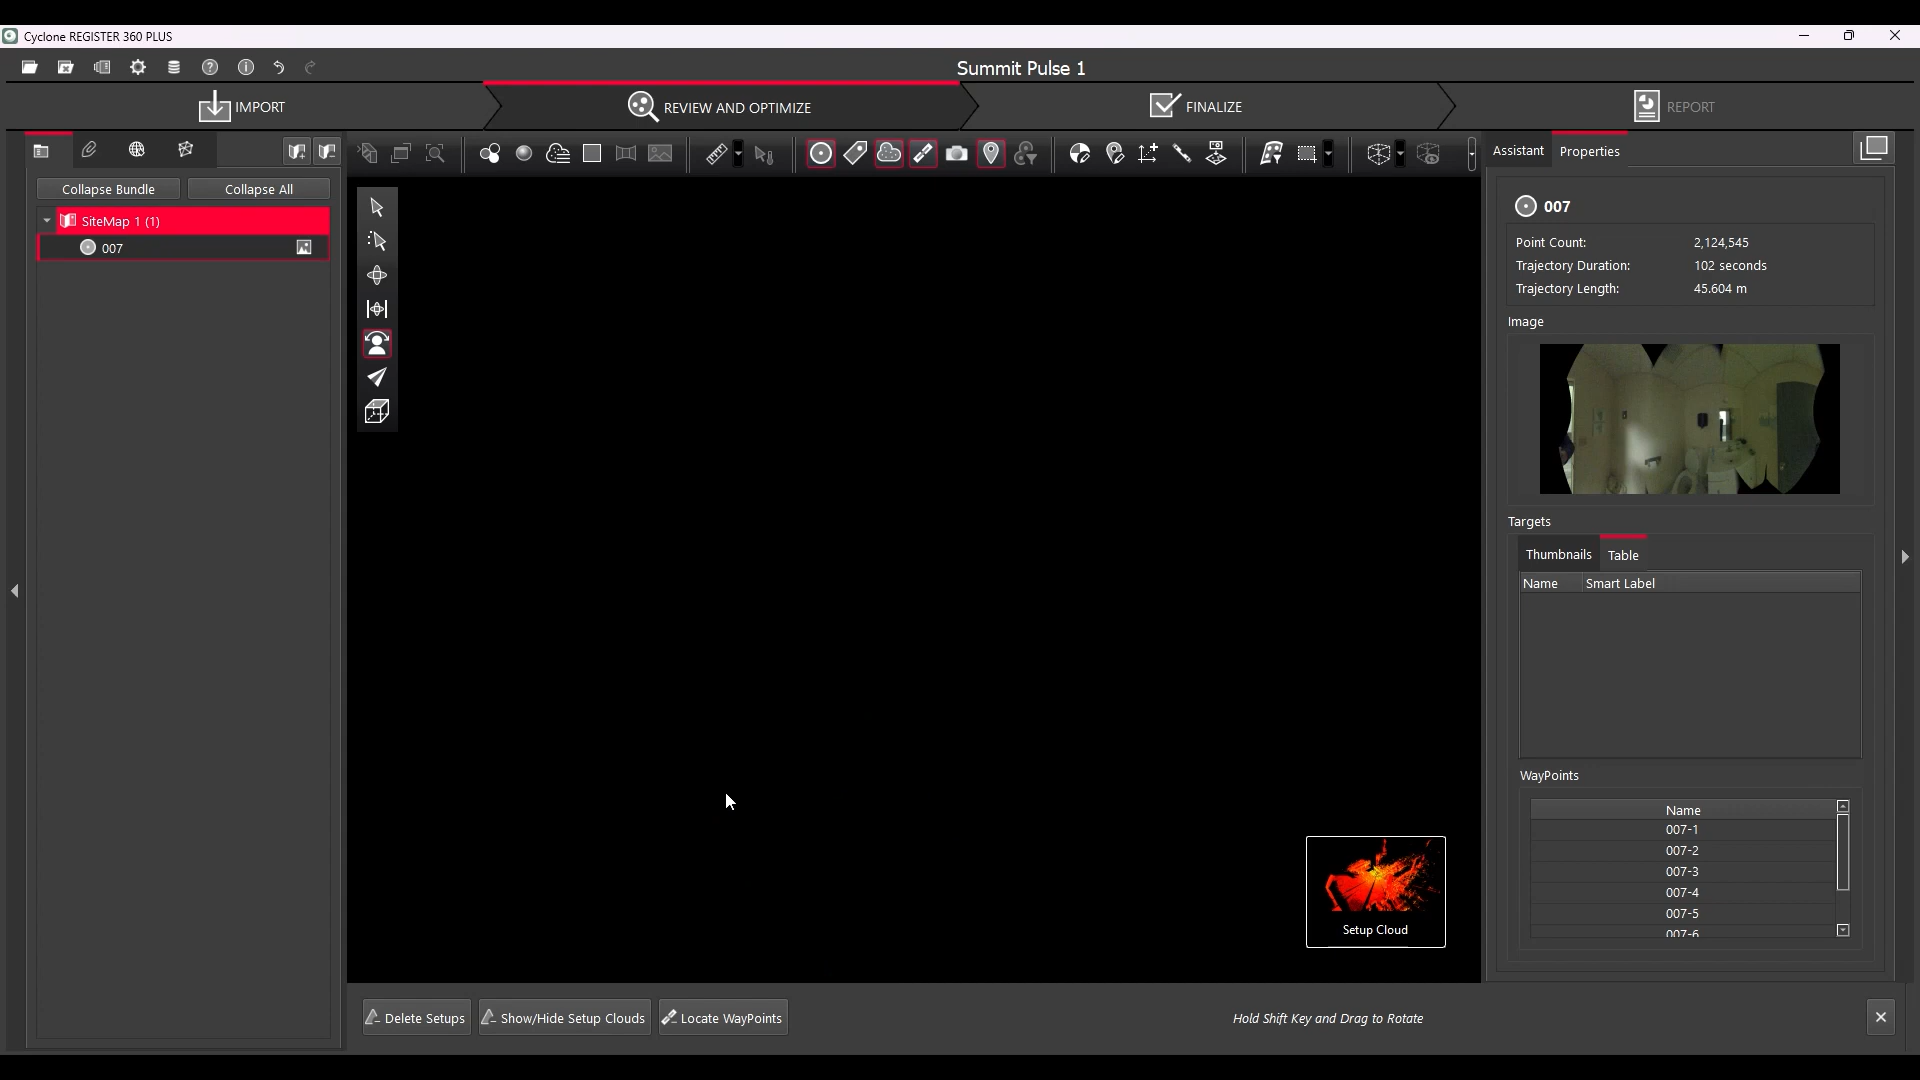 Cyclone REGISTER 360 PLUS
Summit Pulse 1
IMPORT
REVIEW AND OPTIMIZE
FINALIZE
REPORT
Collapse Bundle
Collapse All
SiteMap 1 (1)
007
Assistant
Properties
007
Point Count: 2,124,545
Trajectory Duration: 102 seconds
Trajectory Length: 45.604 m
Image
Targets
Thumbnails
Table
Name
Smart Label
WayPoints
Name
007-1
007-2
007-3
007-4
007-5
007-6
Setup Cloud
Delete Setups
Show/Hide Setup Clouds
Locate WayPoints
Hold Shift Key and Drag to Rotate